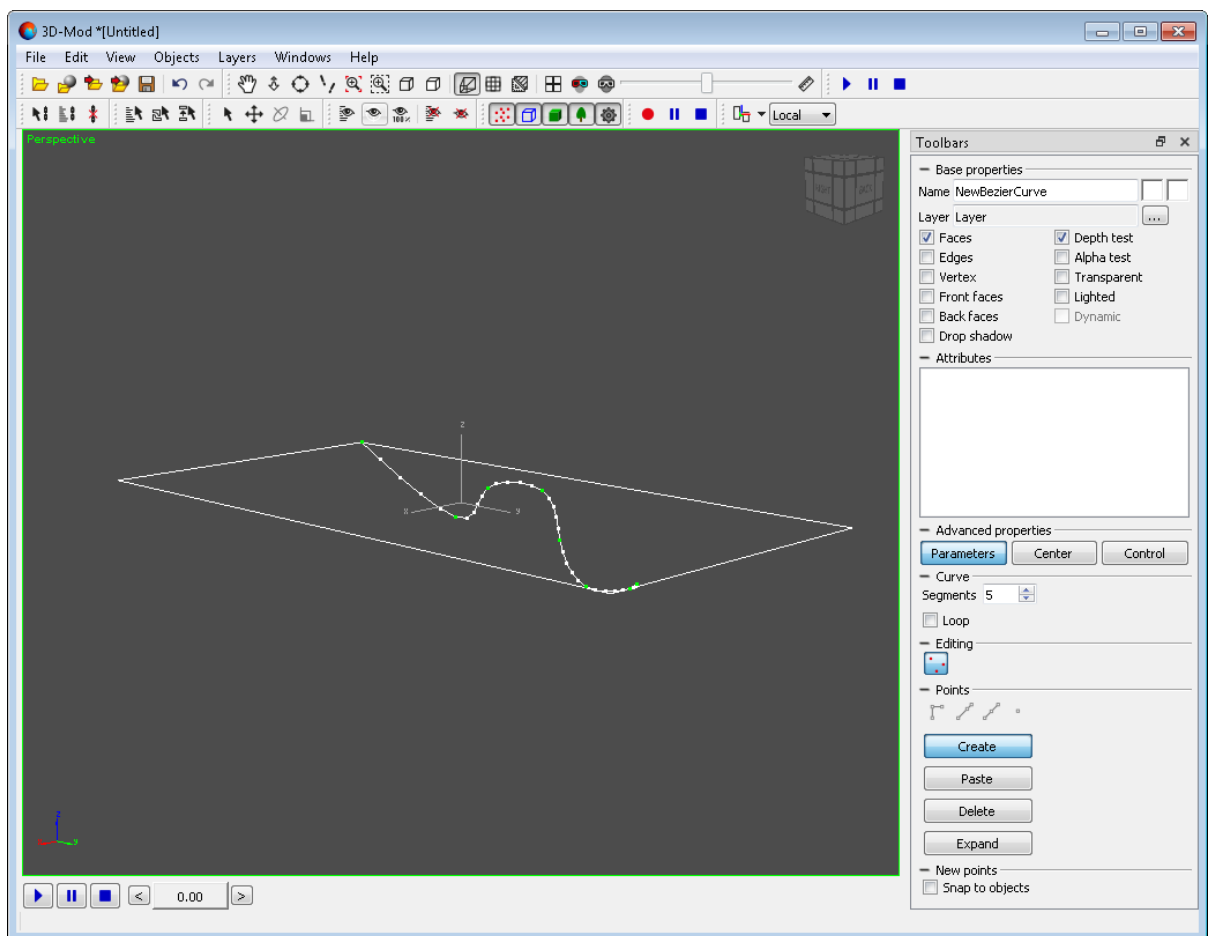 3D-Mod *[Untitled]
File Edit View Objects Layers Windows Help
100%
Local
Perspective
Toolbars
Base properties
Name NewBezierCurve
Layer Layer ...
Faces Depth test
Edges Alpha test
Vertex Transparent
Front faces Lighted
Back faces Dynamic
Drop shadow
Attributes
z
x y
Advanced properties
Parameters Center Control
Curve
Segments 5
Loop
Editing
Points
Create
Paste
Delete
Expand
z
x y
New points
Snap to objects
< 0.00 >